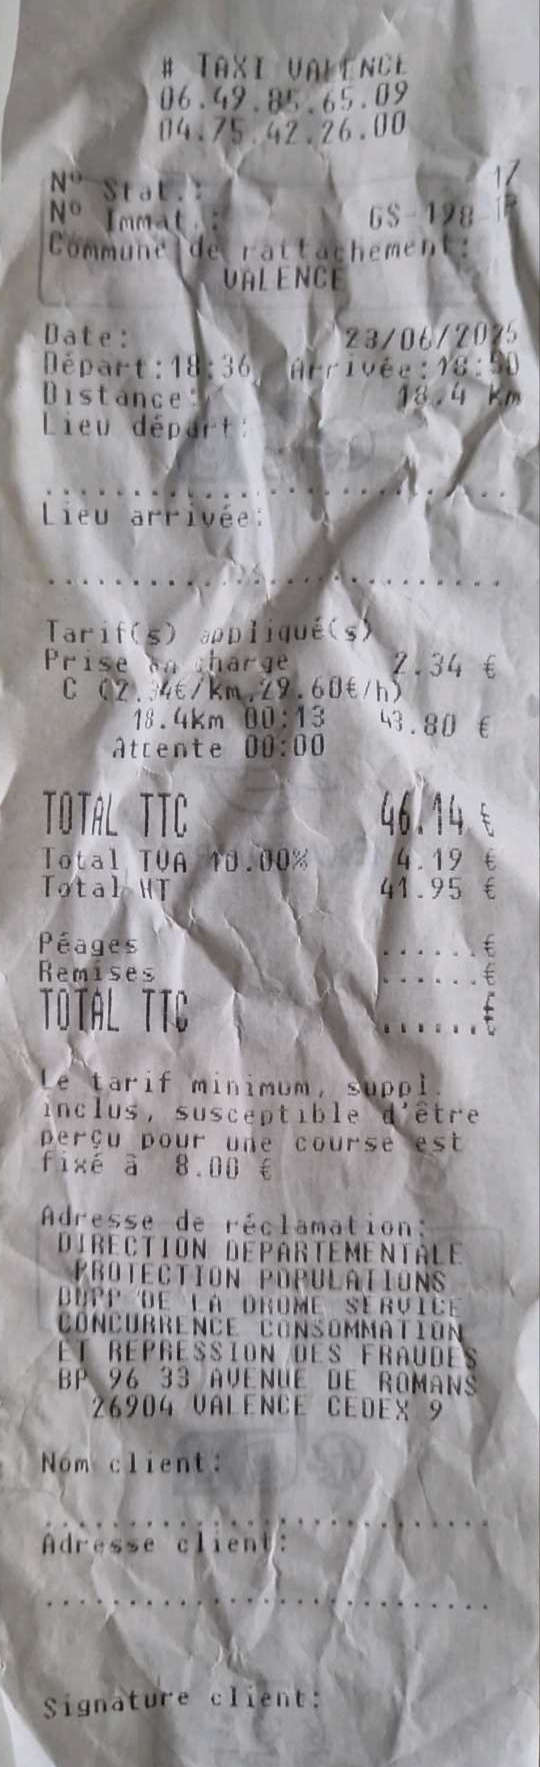 # TAXI VALENCE
06.49.85.65.09
04.75.42.26.00
N° Stat.: 17
N° Immat.: GS-198
Commune de rattachement:
VALENCE
Date: 23/06/2025
Départ:18:36 Arrivée:18:50
Distance: 18.4 km
Lieu départ:
Lieu arrivée:
Tarif(s) appliqué(s)
Prise en charge 2.34 €
C (2.34€/km,29.60€/h)
18.4km 00:13 43.80 €
Attente 00:00
TOTAL TTC 46.14 €
Total TVA 10.00% 4.19 €
Total HT 41.95 €
Péages ......€
Remises ......€
TOTAL TTC ......€
Le tarif minimum, suppl.
inclus, susceptible d'être
perçu pour une course est
fixé à 8.00 €
Adresse de réclamation:
DIRECTION DEPARTEMENTALE
PROTECTION POPULATIONS
DDPP DE LA DROME SERVICE
CONCURRENCE CONSOMMATION
ET REPRESSION DES FRAUDES
BP 96 33 AVENUE DE ROMANS
26904 VALENCE CEDEX 9
Nom client:
Adresse client:
Signature client: